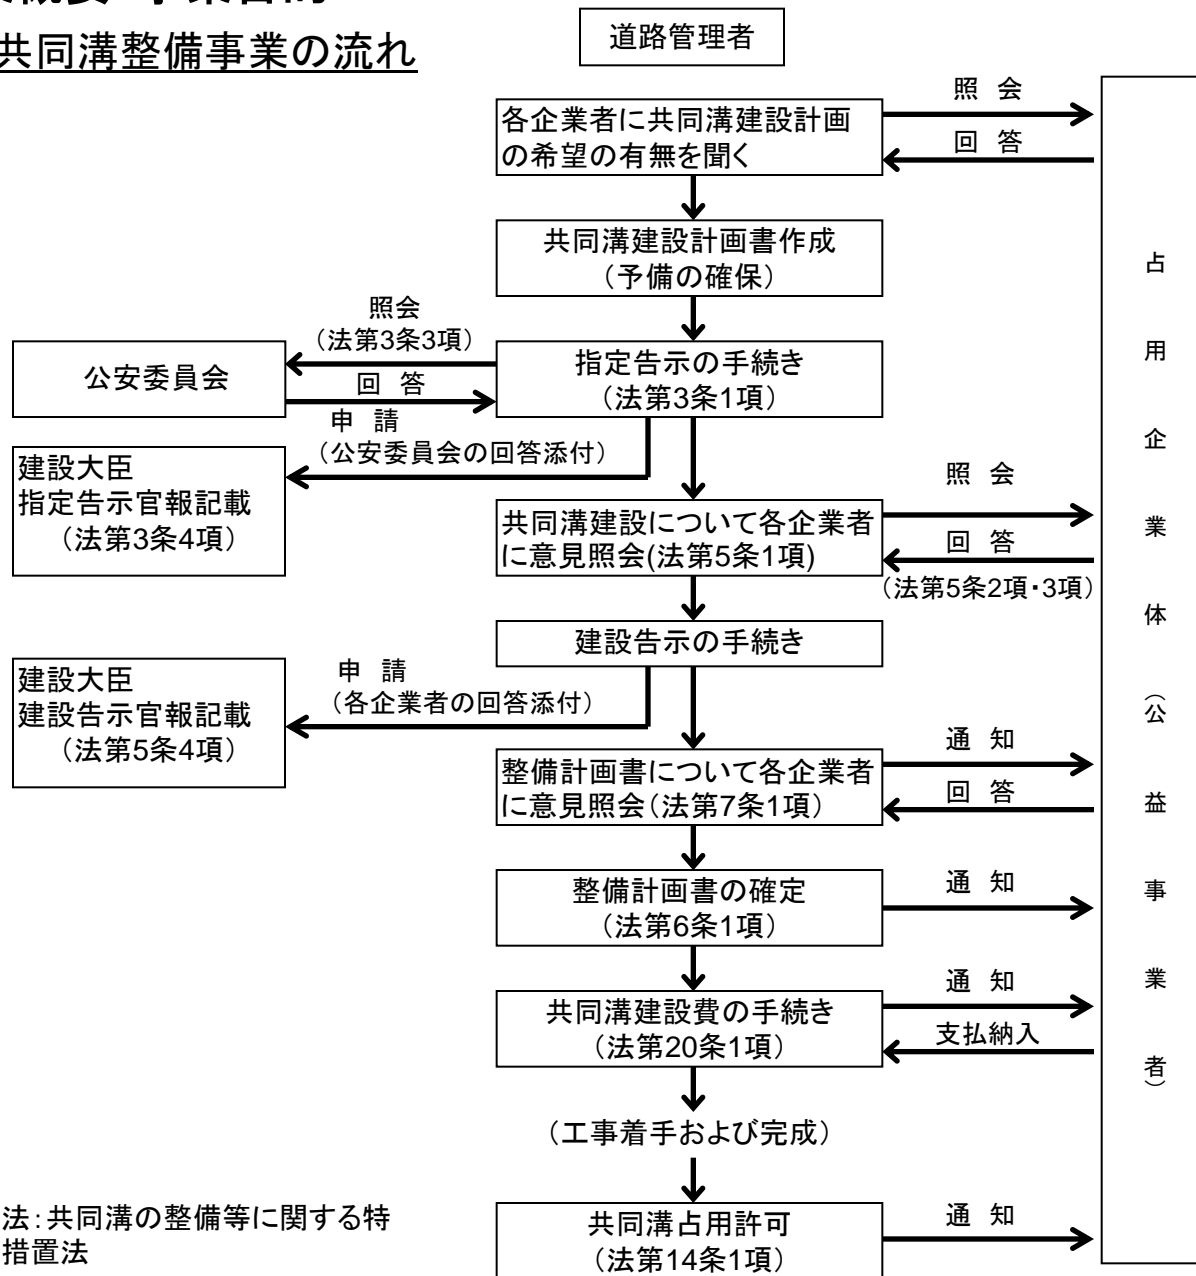 共同溝整備事業の流れ
道路管理者
各企業者に共同溝建設計画
の希望の有無を聞く
照 会
回 答
共同溝建設計画書作成
（予備の確保）
照会
（法第3条3項）
公安委員会
回 答
指定告示の手続き
（法第3条1項）
申 請
（公安委員会の回答添付）
建設大臣
指定告示官報記載
（法第3条4項）
共同溝建設について各企業者
に意見照会(法第5条1項)
照 会
回 答
（法第5条2項・3項）
建設告示の手続き
申 請
（各企業者の回答添付）
建設大臣
建設告示官報記載
（法第5条4項）
整備計画書について各企業者
に意見照会（法第7条1項）
通 知
回 答
整備計画書の確定
（法第6条1項）
通 知
共同溝建設費の手続き
（法第20条1項）
通 知
支払納入
（工事着手および完成）
共同溝占用許可
（法第14条1項）
通 知
占用企業体（公益事業者）
法：共同溝の整備等に関する特
措置法